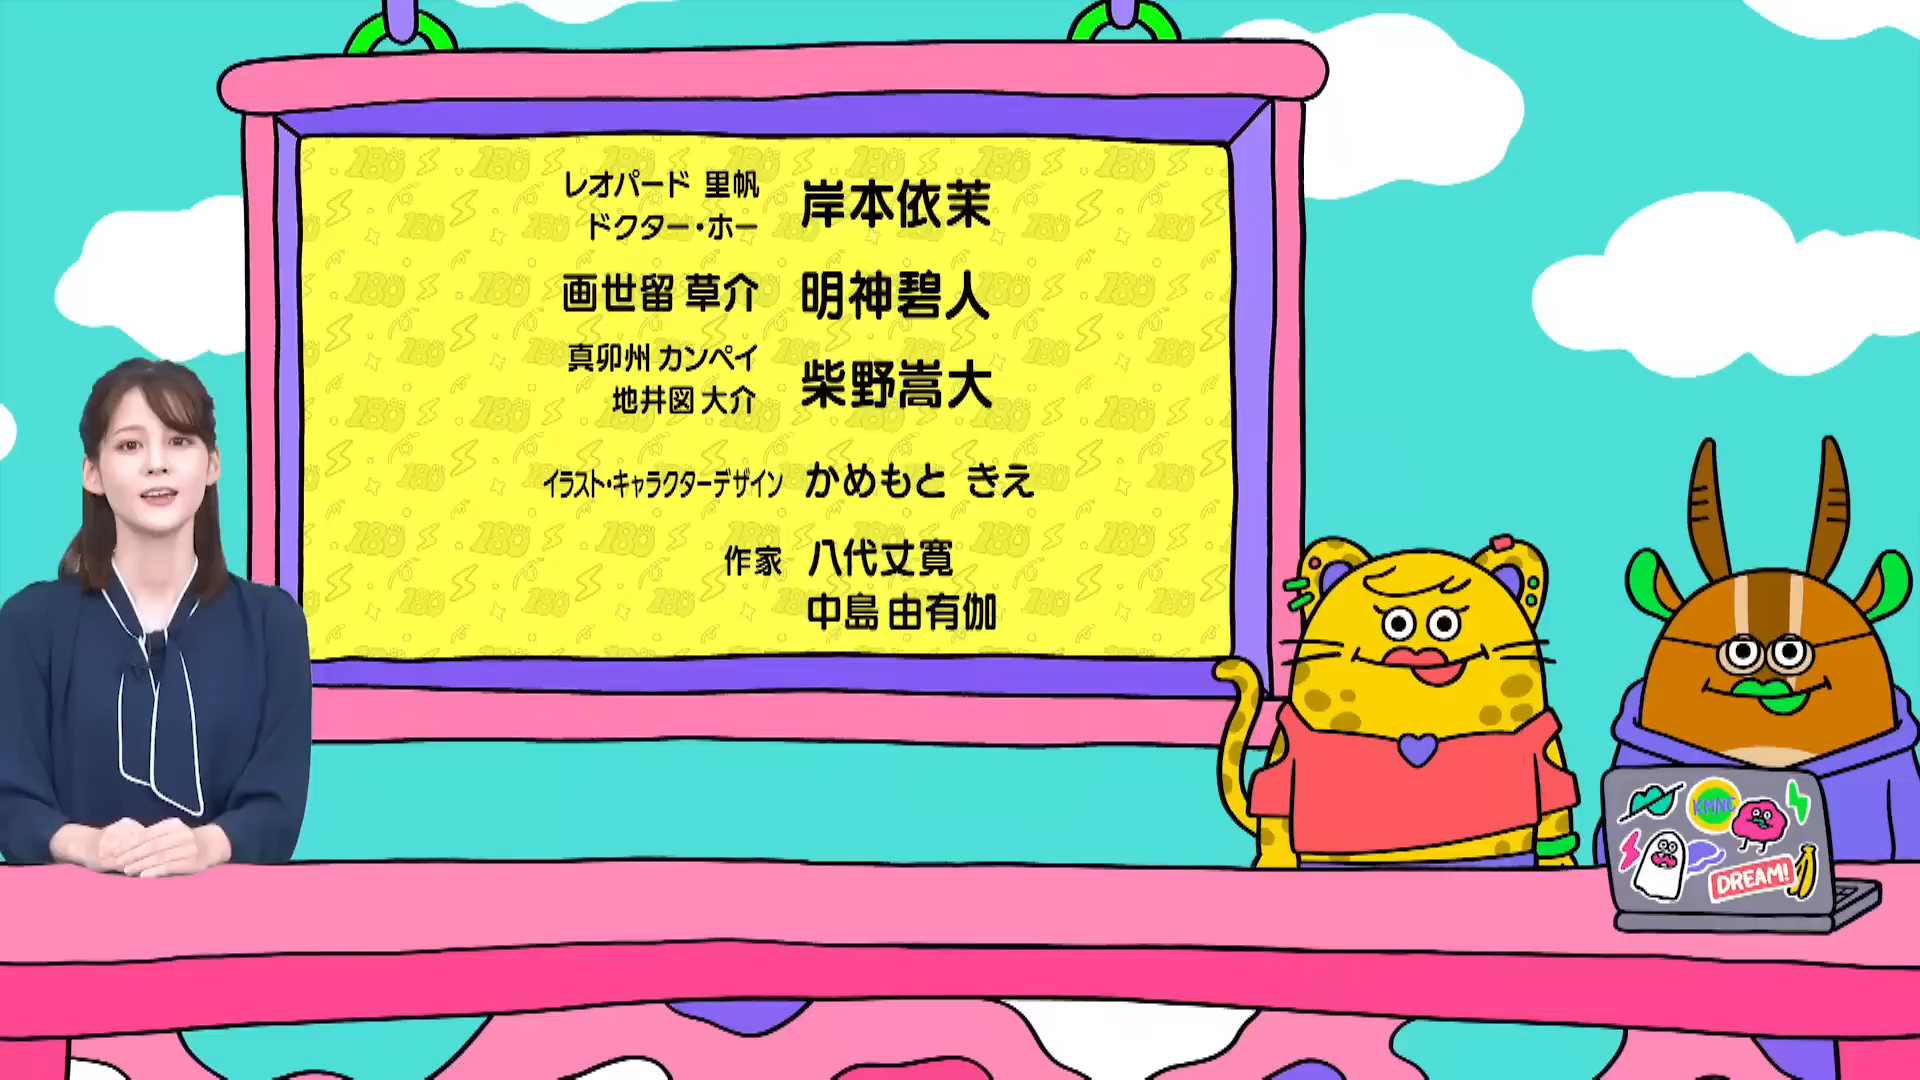 レオパード 里帆
ドクター・ホー 岸本依茉
画世留 草介 明神碧人
真卯州 カンペイ
地井図 大介 柴野嵩大
イラスト・キャラクターデザイン かめもと きえ
作家 八代丈寛
中島 由有伽
KMNC
DREAM!
180